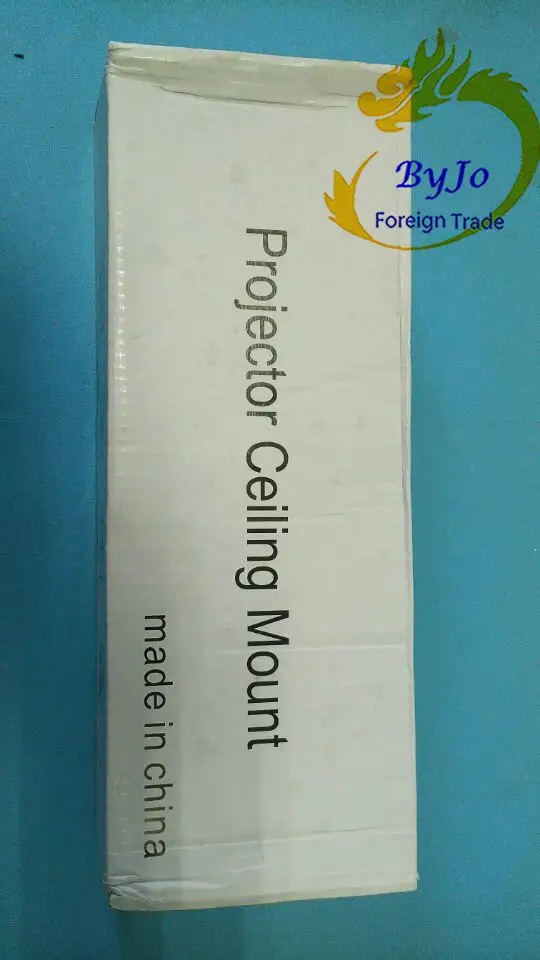 ByJo
Foreign Trade
Projector Ceiling Mount
made in china